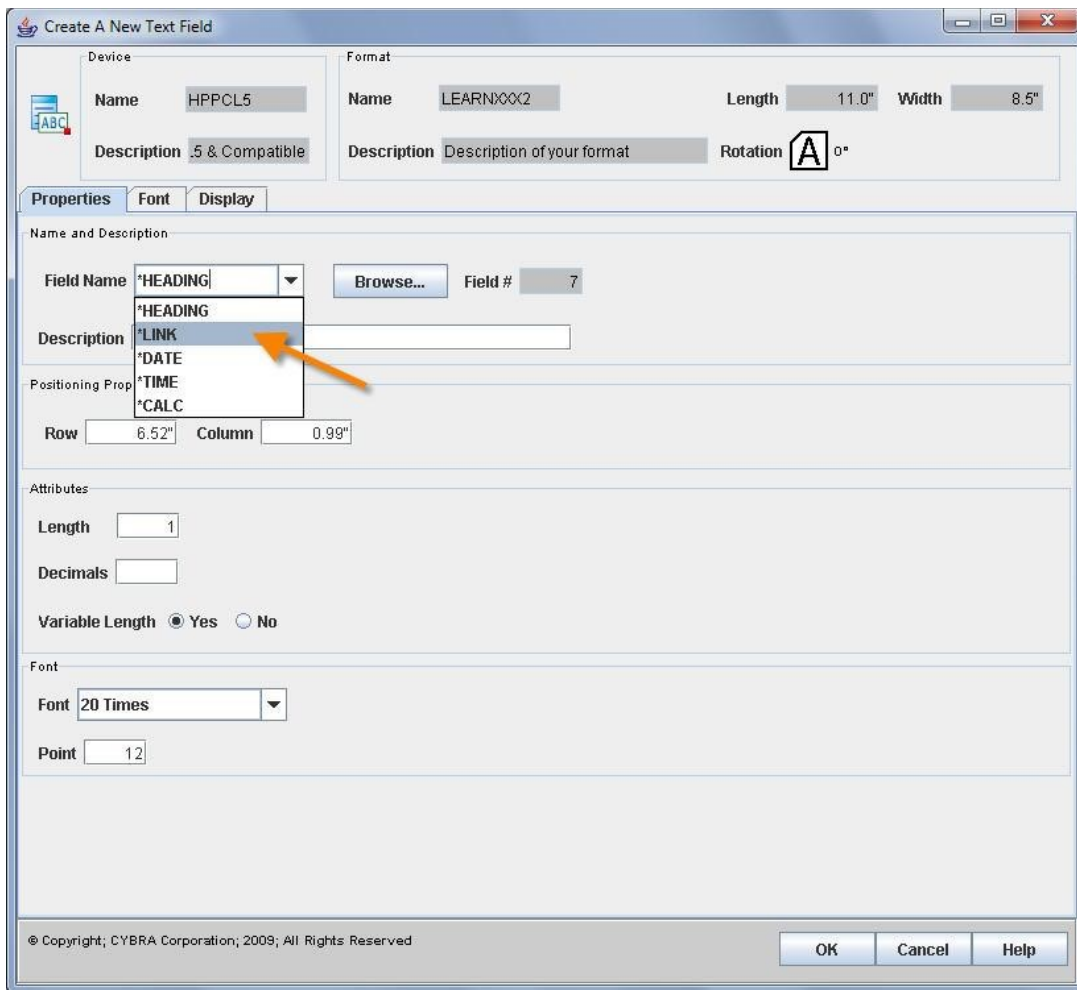 Create A New Text Field
Device
Format
Name HPPCL5
Name LEARNXXX2 Length 11.0" Width 8.5"
ABC
Description .5 & Compatible
Description Description of your format Rotation A 0°
Properties Font Display
Name and Description
Field Name *HEADING Browse... Field # 7
*HEADING
Description *LINK
*DATE
Positioning Prop *TIME
*CALC
Row 6.52" Column 0.99"
Attributes
Length 1
Decimals
Variable Length Yes No
Font
Font 20 Times
Point 12
© Copyright; CYBRA Corporation; 2009; All Rights Reserved
OK Cancel Help